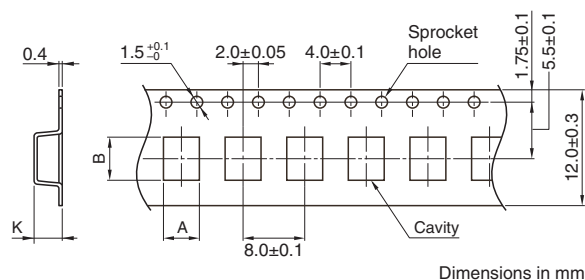 0.4
1.5 +0.1 −0
2.0±0.05
4.0±0.1
Sprocket
hole
1.75±0.1
5.5±0.1
12.0±0.3
B
K
A
8.0±0.1
Cavity
Dimensions in mm